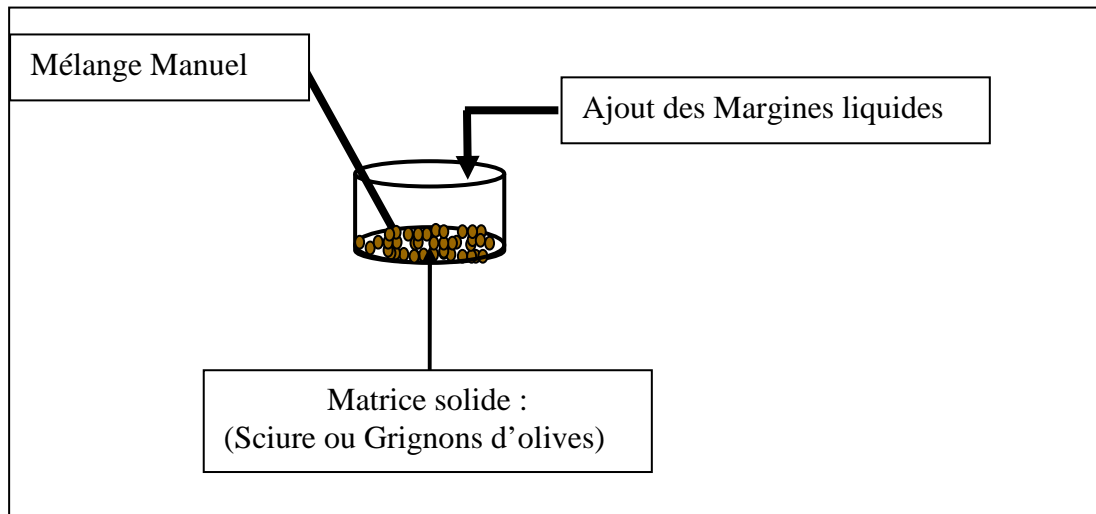 Mélange Manuel
Ajout des Margines liquides
Matrice solide :
(Sciure ou Grignons d’olives)